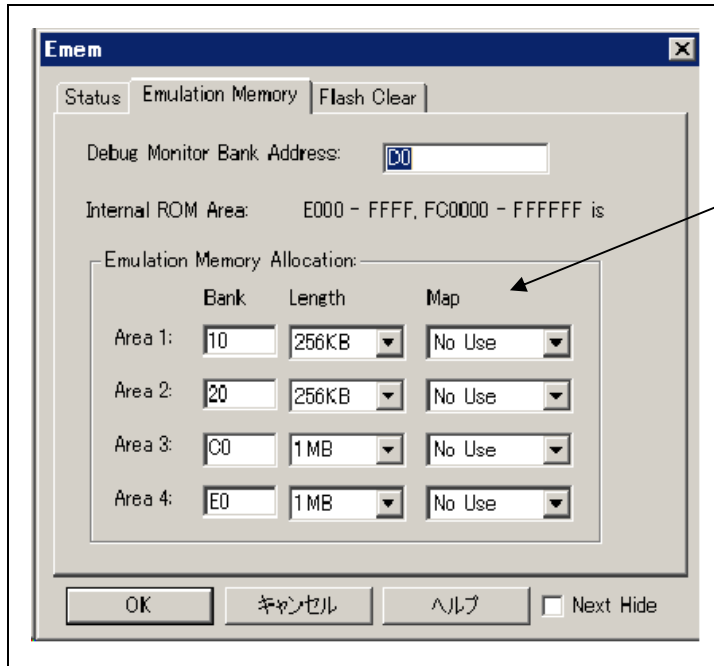 Emem
Status Emulation Memory Flash Clear
Debug Monitor Bank Address: D0
Internal ROM Area: E000 - FFFF, FC0000 - FFFFFF is
Emulation Memory Allocation:
Bank Length Map
Area 1: 10 256KB No Use
Area 2: 20 256KB No Use
Area 3: C0 1MB No Use
Area 4: E0 1MB No Use
OK キャンセル ヘルプ Next Hide